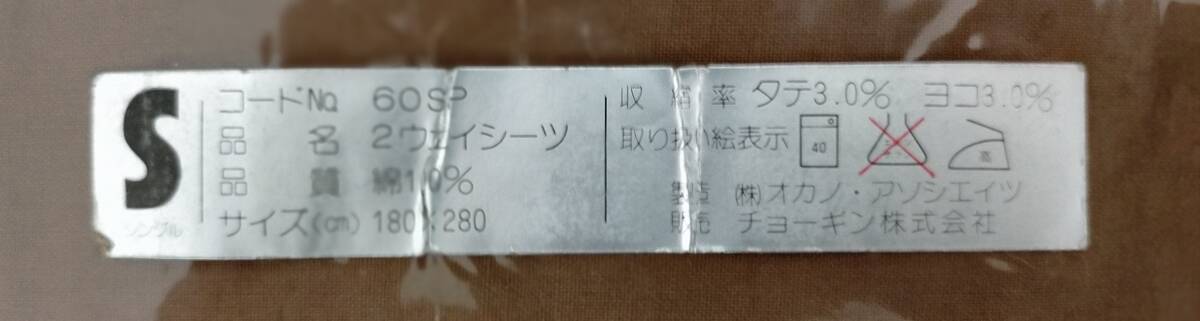 S
シングル
コードNo. 60SP
品名 2ウェイシーツ
品質 綿100%
サイズ(cm) 180×280
収縮率 タテ3.0% ヨコ3.0%
取り扱い絵表示 40 高
製造 (株)オカノ・アソシエイツ
販売 チョーギン株式会社